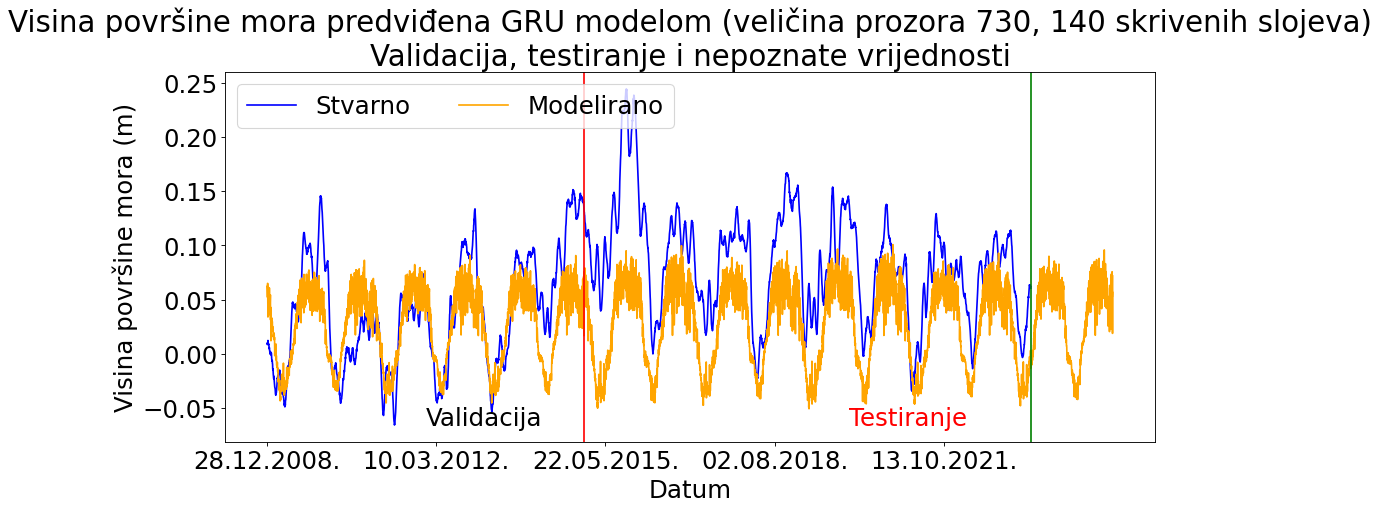 Visina površine mora predviđena GRU modelom (veličina prozora 730, 140 skrivenih slojeva)
Validacija, testiranje i nepoznate vrijednosti
Stvarno
Modelirano
Visina površine mora (m)
0.25
0.20
0.15
0.10
0.05
0.00
−0.05
Validacija
Testiranje
28.12.2008.
10.03.2012.
22.05.2015.
02.08.2018.
13.10.2021.
Datum